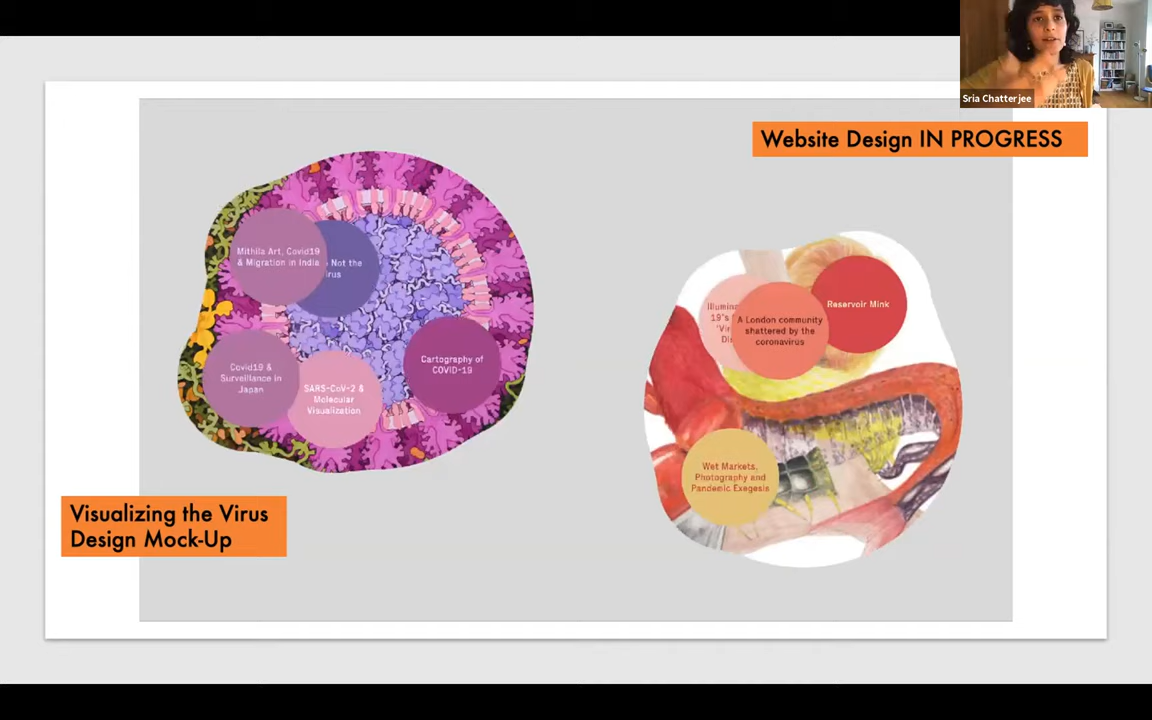 Sria Chatterjee
Website Design IN PROGRESS
Mithila Art, Covid19
& Migration in India
Not the
Covid19 &
Surveillance in
Japan
SARS-CoV-2 &
Molecular
Visualization
Cartography of
COVID-19
19's
A London community
shattered by the
coronavirus
Reservoir Mink
Wet Markets,
Photography and
Pandemic Exegesis
Visualizing the Virus
Design Mock-Up